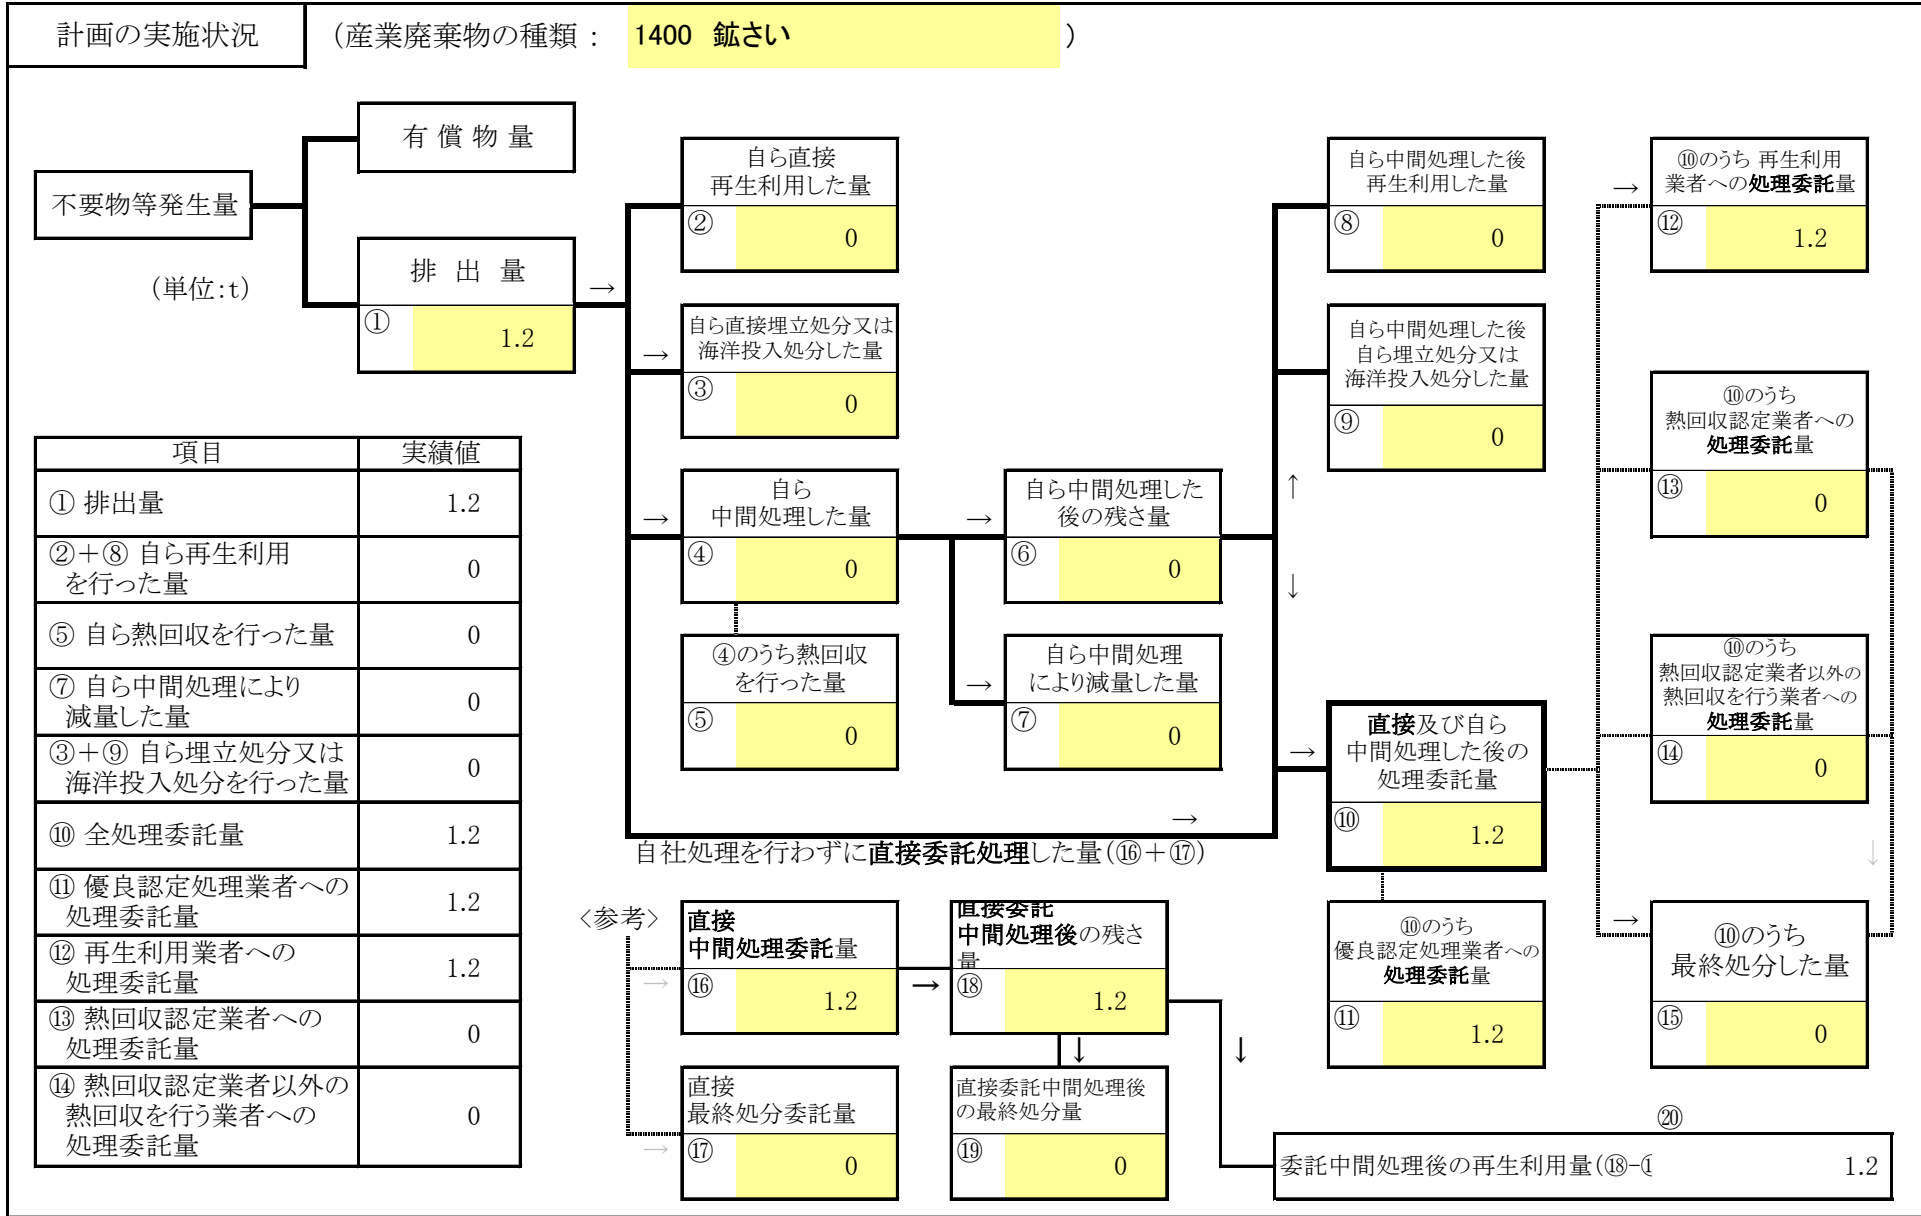 計画の実施状況
（産業廃棄物の種類： 1400 鉱さい ）
不要物等発生量
有 償 物 量
(単位:t)
排 出 量
① 1.2
自ら直接
再生利用した量
② 0
自ら直接埋立処分又は
海洋投入処分した量
③ 0
自ら
中間処理した量
④ 0
④のうち熱回収
を行った量
⑤ 0
自ら中間処理した
後の残さ量
⑥ 0
自ら中間処理
により減量した量
⑦ 0
自ら中間処理した後
再生利用した量
⑧ 0
自ら中間処理した後
自ら埋立処分又は
海洋投入処分した量
⑨ 0
直接及び自ら
中間処理した後の
処理委託量
⑩ 1.2
⑩のうち
優良認定処理業者への
処理委託量
⑪ 1.2
⑩のうち 再生利用
業者への処理委託量
⑫ 1.2
⑩のうち
熱回収認定業者への
処理委託量
⑬ 0
⑩のうち
熱回収認定業者以外の
熱回収を行う業者への
処理委託量
⑭ 0
⑩のうち
最終処分した量
⑮ 0
自社処理を行わずに直接委託処理した量(⑯＋⑰)
〈参考〉
直接
中間処理委託量
⑯ 1.2
直接
最終処分委託量
⑰ 0
直接委託
中間処理後の残さ
量
⑱ 1.2
直接委託中間処理後
の最終処分量
⑲ 0
⑳
委託中間処理後の再生利用量(⑱-
1.2
項目 実績値
① 排出量 1.2
②＋⑧ 自ら再生利用
を行った量 0
⑤ 自ら熱回収を行った量 0
⑦ 自ら中間処理により
減量した量 0
③＋⑨ 自ら埋立処分又は
海洋投入処分を行った量 0
⑩ 全処理委託量 1.2
⑪ 優良認定処理業者への
処理委託量 1.2
⑫ 再生利用業者への
処理委託量 1.2
⑬ 熱回収認定業者への
処理委託量 0
⑭ 熱回収認定業者以外の
熱回収を行う業者への
処理委託量 0